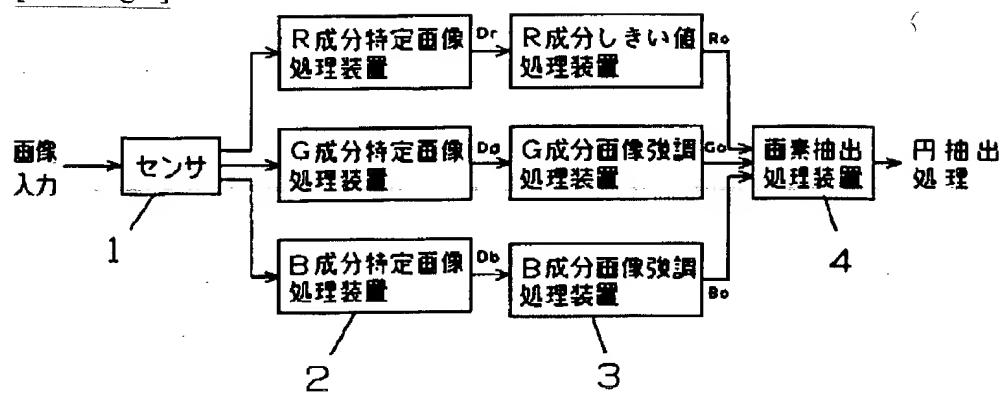 画像
入力
センサ
1
R成分特定画像
処理装置
Dr
R成分しきい値
処理装置
Ro
G成分特定画像
処理装置
Dg
G成分画像強調
処理装置
Go
B成分特定画像
処理装置
Db
B成分画像強調
処理装置
Bo
2
3
画素抽出
処理装置
4
円抽出
処理